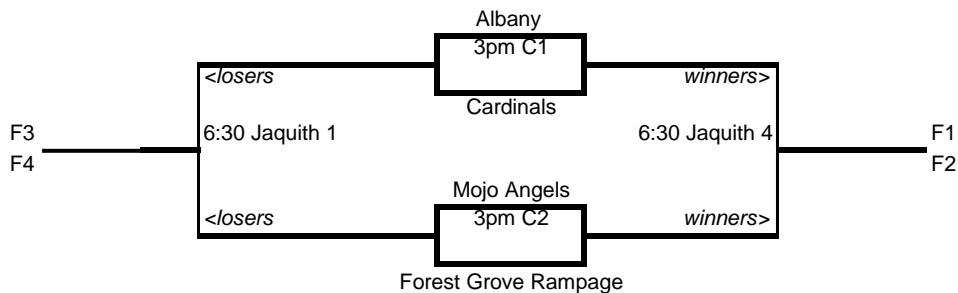 Albany
3pm C1
<losers
winners>
Cardinals
F3
6:30 Jaquith 1
6:30 Jaquith 4
F1
F4
F2
Mojo Angels
<losers
3pm C2
winners>
Forest Grove Rampage